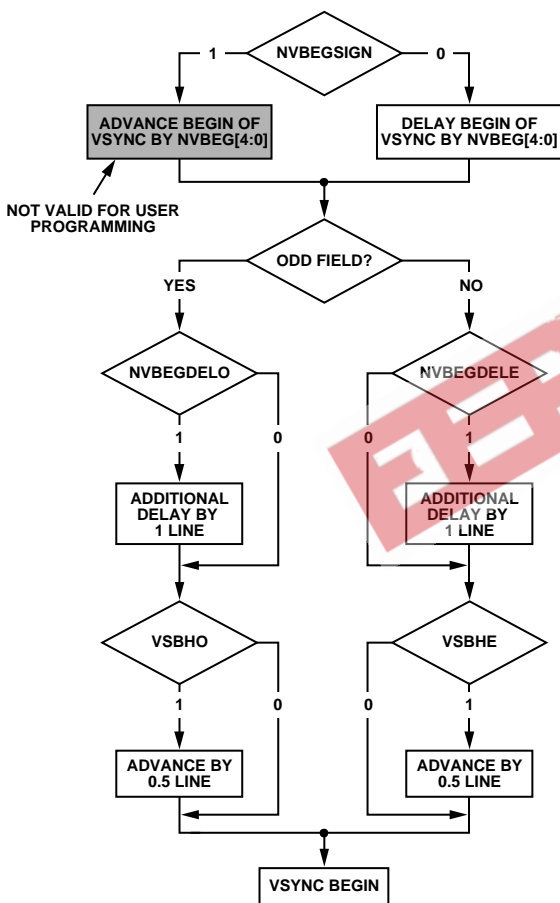 NVBEGSIGN
1
0
ADVANCE BEGIN OF
VSYNC BY NVBEG[4:0]
DELAY BEGIN OF
VSYNC BY NVBEG[4:0]
NOT VALID FOR USER
PROGRAMMING
ODD FIELD?
YES
NO
NVBEGDELO
NVBEGDELE
1
0
0
1
ADDITIONAL
DELAY BY
1 LINE
ADDITIONAL
DELAY BY
1 LINE
VSBHO
VSBHE
1
0
0
1
ADVANCE BY
0.5 LINE
ADVANCE BY
0.5 LINE
VSYNC BEGIN